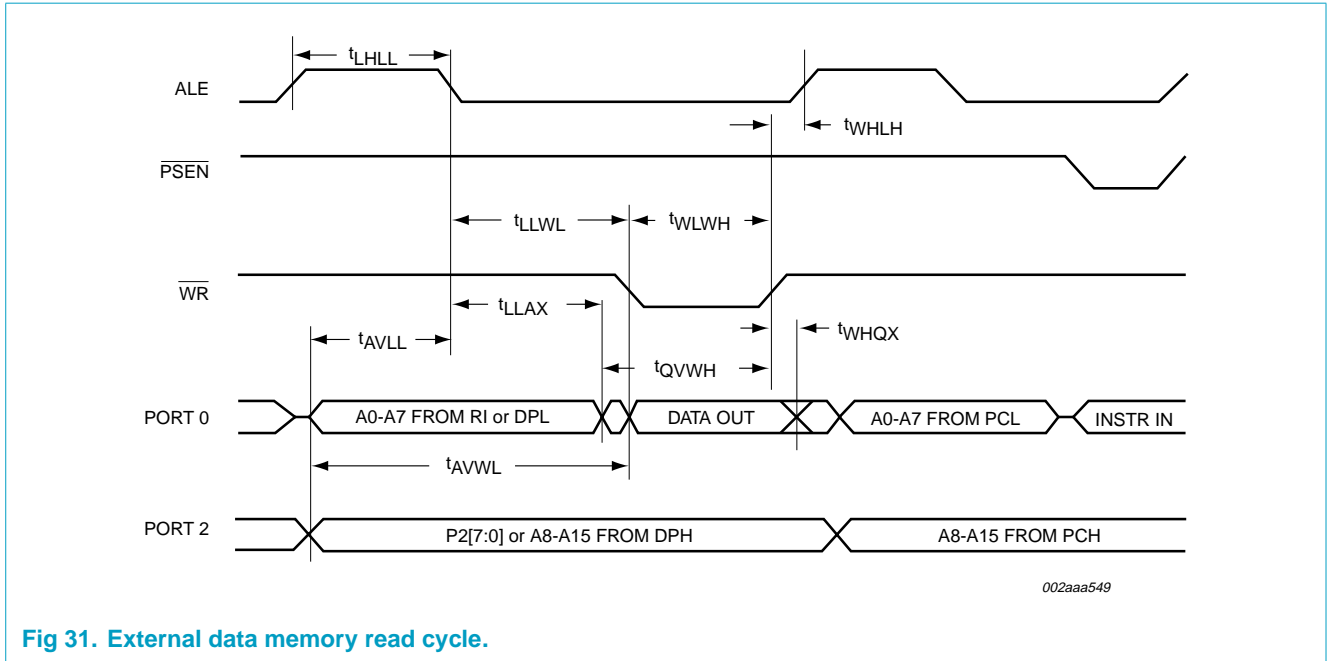 tLHLL
ALE
tWHLH
PSEN
tLLWL
tWLWH
WR
tLLAX
tWHQX
tAVLL
tQVWH
PORT 0
A0-A7 FROM RI or DPL
DATA OUT
A0-A7 FROM PCL
INSTR IN
tAVWL
PORT 2
P2[7:0] or A8-A15 FROM DPH
A8-A15 FROM PCH
002aaa549
Fig 31. External data memory read cycle.